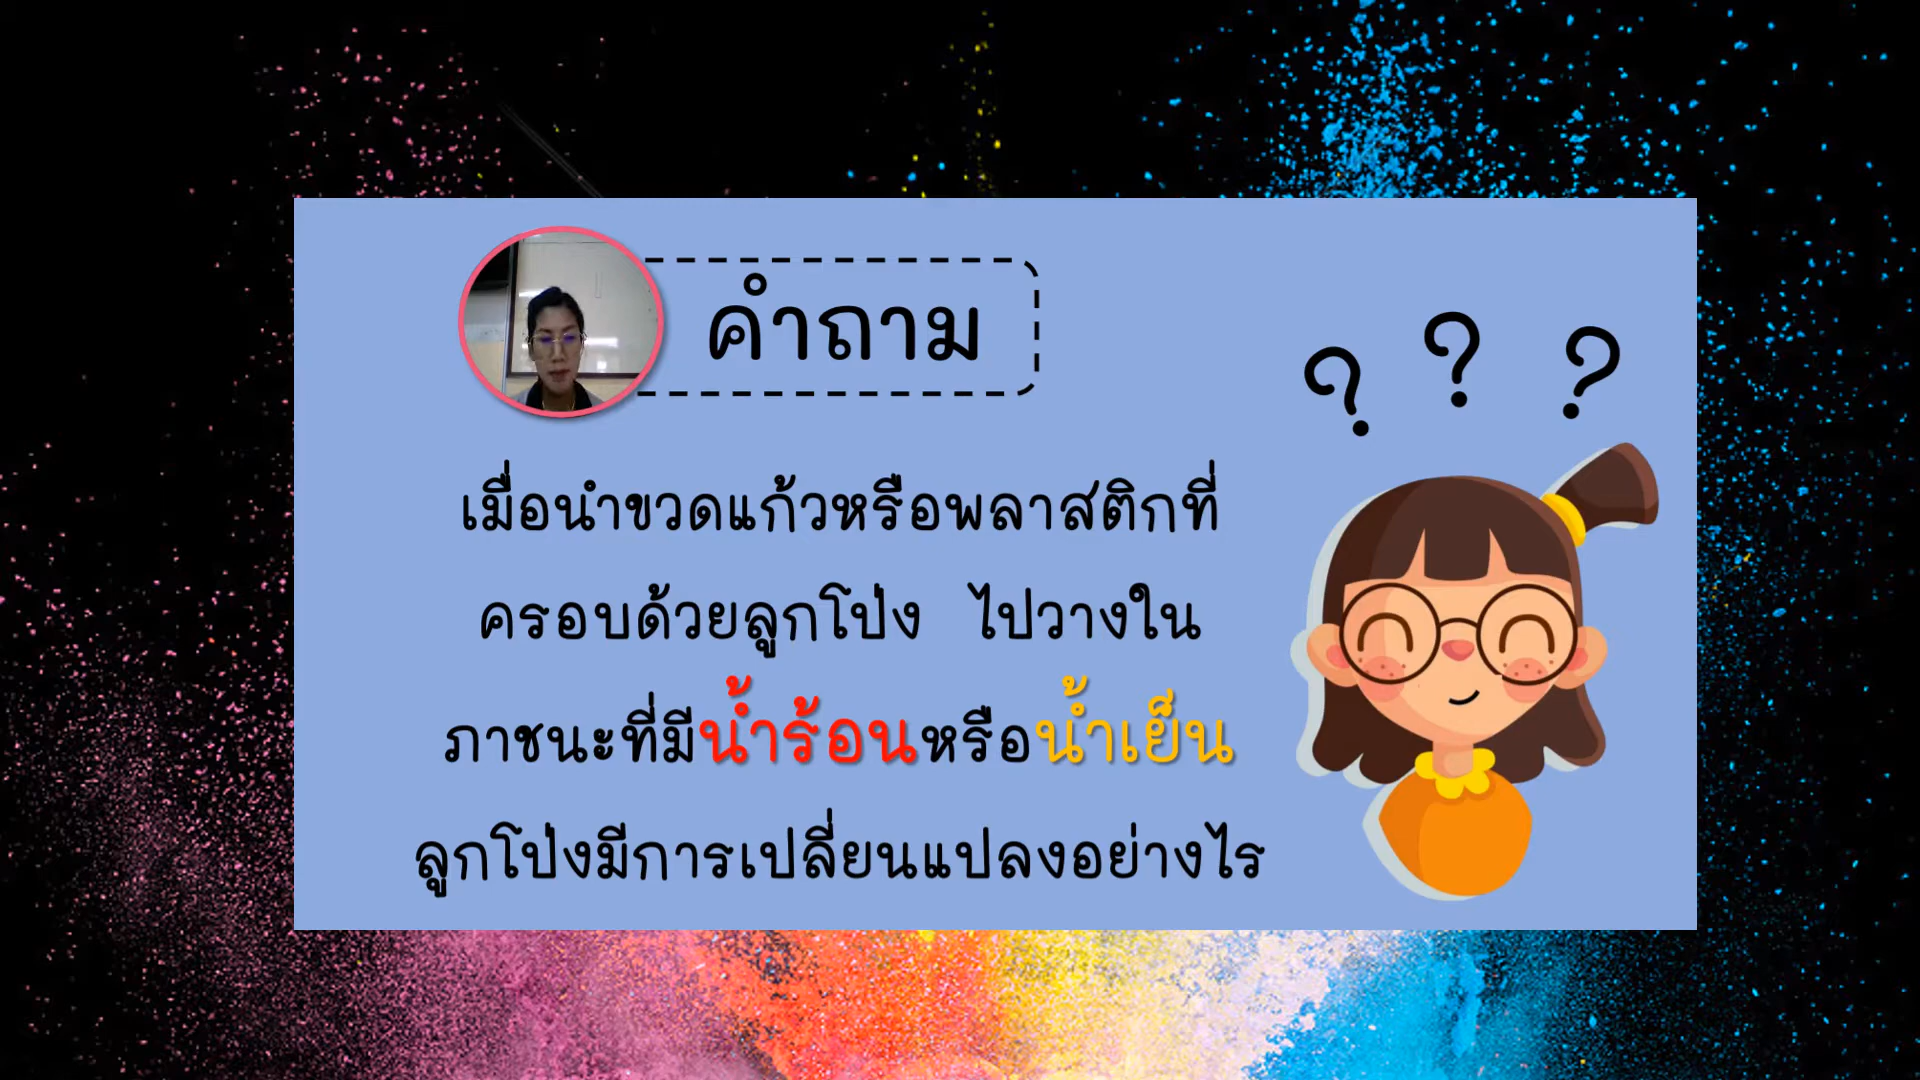 คำถาม
? ? ?
เมื่อนำขวดแก้วหรือพลาสติกที่
ครอบด้วยลูกโป่ง ไปวางใน
ภาชนะที่มีน้ำร้อนหรือน้ำเย็น
ลูกโป่งมีการเปลี่ยนแปลงอย่างไร